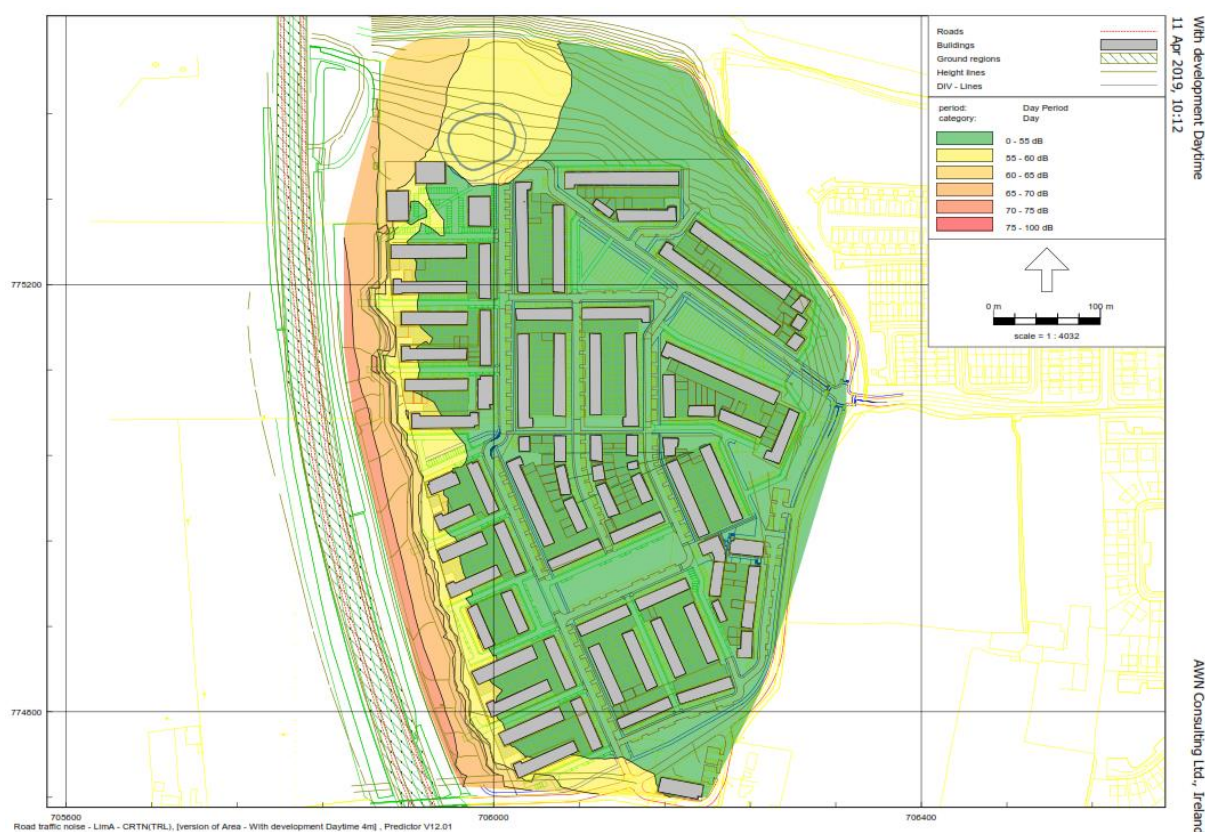 With development Daytime
11 Apr 2019, 10:12
Roads
Buildings
Ground regions
Height lines
DIV - Lines
period: Day Period
category: Day
0 - 55 dB
55 - 60 dB
60 - 65 dB
65 - 70 dB
70 - 75 dB
75 - 100 dB
0 m 100 m
scale = 1 : 4032
775200
774800
705600 706000 706400
Road traffic noise - LimA - CRTN(TRL), [version of Area - With development Daytime 4m] , Predictor V12.01
AWN Consulting Ltd., Ireland